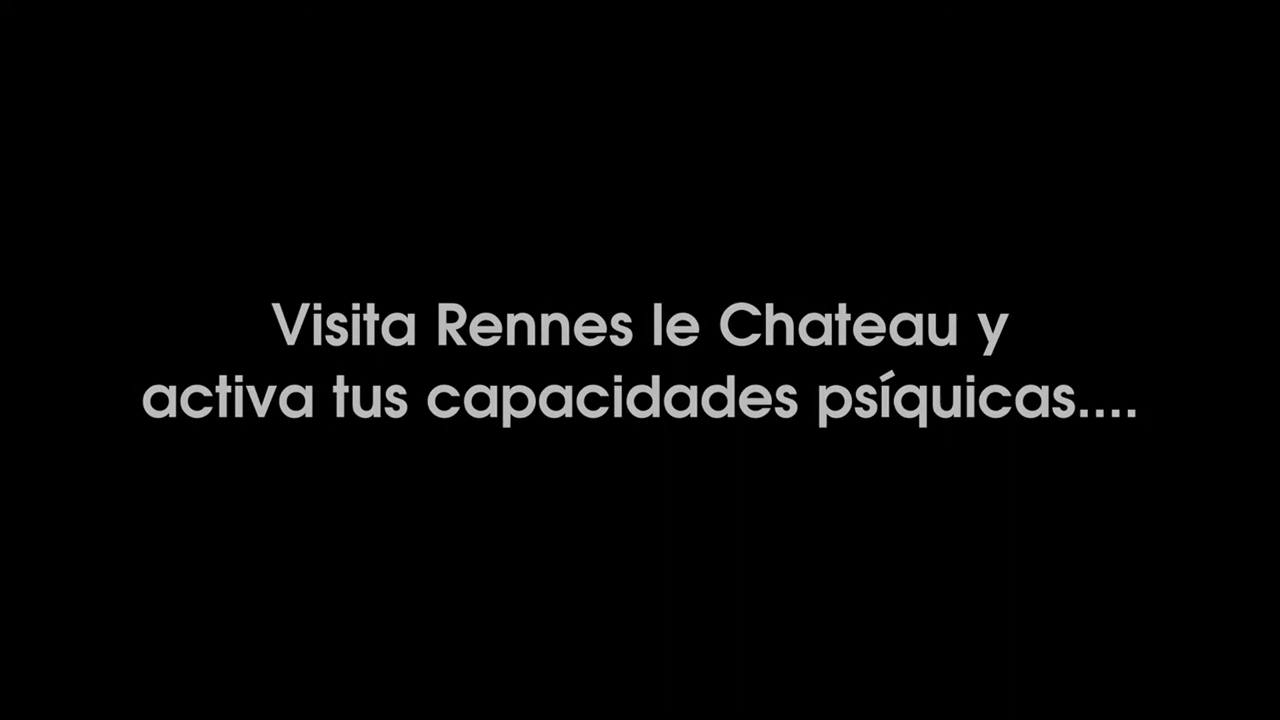 Visita Rennes le Chateau y
activa tus capacidades psíquicas....